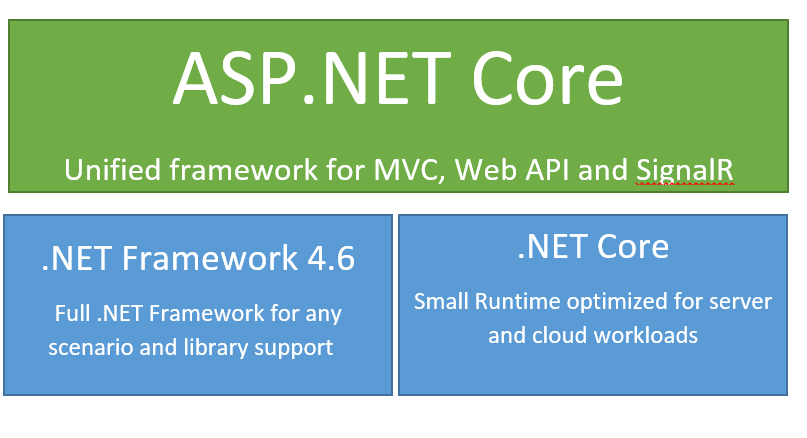 ASP.NET Core
Unified framework for MVC, Web API and SignalR
.NET Framework 4.6
Full .NET Framework for any
scenario and library support
.NET Core
Small Runtime optimized for server
and cloud workloads